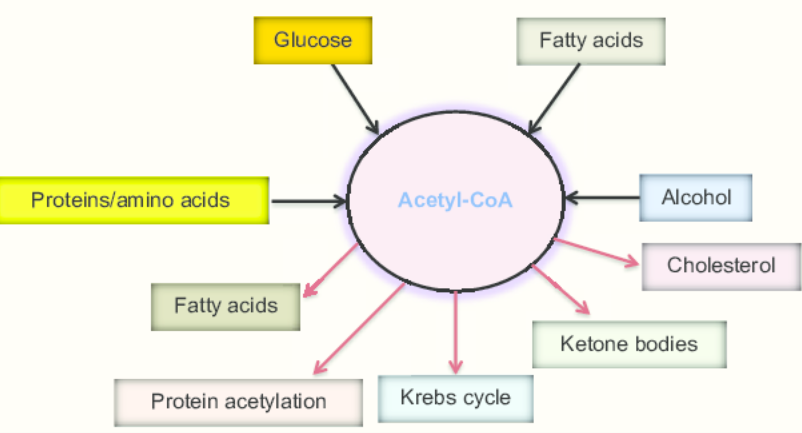 Glucose
Fatty acids
Proteins/amino acids
Acetyl-CoA
Alcohol
Cholesterol
Fatty acids
Ketone bodies
Protein acetylation
Krebs cycle